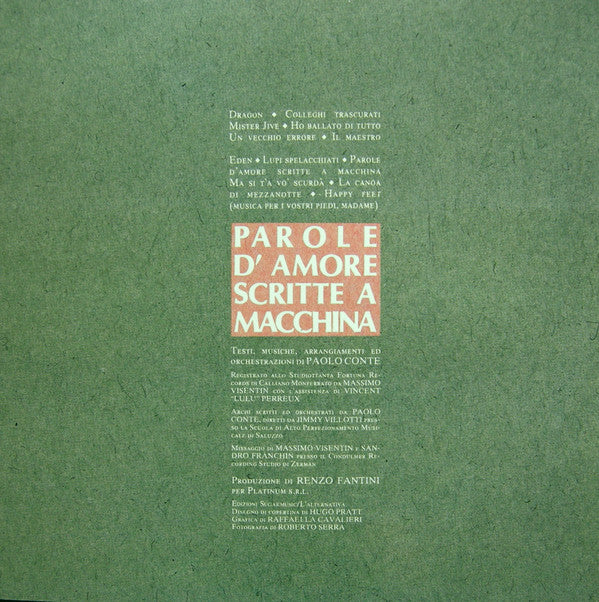 DRAGON ◆ COLLEGHI TRASCURATI
MISTER JIVE ◆ HO BALLATO DI TUTTO
UN VECCHIO ERRORE ◆ IL MAESTRO
EDEN ◆ LUPI SPELACCHIATI ◆ PAROLE
D'AMORE SCRITTE A MACCHINA
MA SI T'A VO' SCURDÀ ◆ LA CANOA
DI MEZZANOTTE ◆ HAPPY FEET
(MUSICA PER I VOSTRI PIEDI, MADAME)
PAROLE
D'AMORE
SCRITTE A
MACCHINA
TESTI, MUSICHE, ARRANGIAMENTI ED
ORCHESTRAZIONI DI PAOLO CONTE
REGISTRATO ALLO STUDIOTTANTA FORTUNA RE-
CORDS DI CALLIANO MONFERRATO DA MASSIMO
VISENTIN CON L'ASSISTENZA DI VINCENT
"LULU" PERREUX
ARCHI SCRITTI ED ORCHESTRATI DA PAOLO
CONTE, DIRETTI DA JIMMY VILLOTTI PRES-
SO LA SCUOLA DI ALTO PERFEZIONAMENTO MUSI-
CALE DI SALUZZO
MISSAGGIO DI MASSIMO VISENTIN E SAN-
DRO FRANCHIN PRESSO IL CONDULMER RE-
CORDING STUDIO DI ZERMAN
PRODUZIONE DI RENZO FANTINI
PER PLATINUM S.R.L.
EDIZIONI SUGARMUSIC/L'ALTERNATIVA
DISEGNO DI COPERTINA DI HUGO PRATT
GRAFICA DI RAFFAELLA CAVALIERI
FOTOGRAFIA DI ROBERTO SERRA